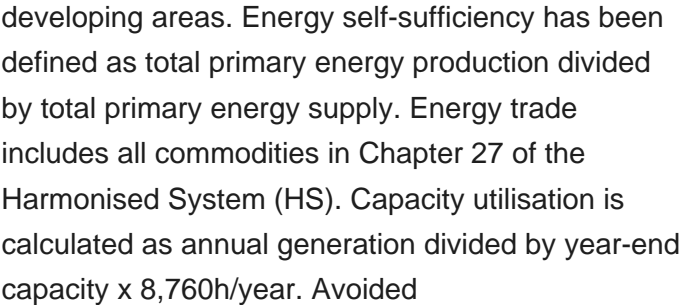 developing areas. Energy self-sufficiency has been
defined as total primary energy production divided
by total primary energy supply. Energy trade
includes all commodities in Chapter 27 of the
Harmonised System (HS). Capacity utilisation is
calculated as annual generation divided by year-end
capacity x 8,760h/year. Avoided